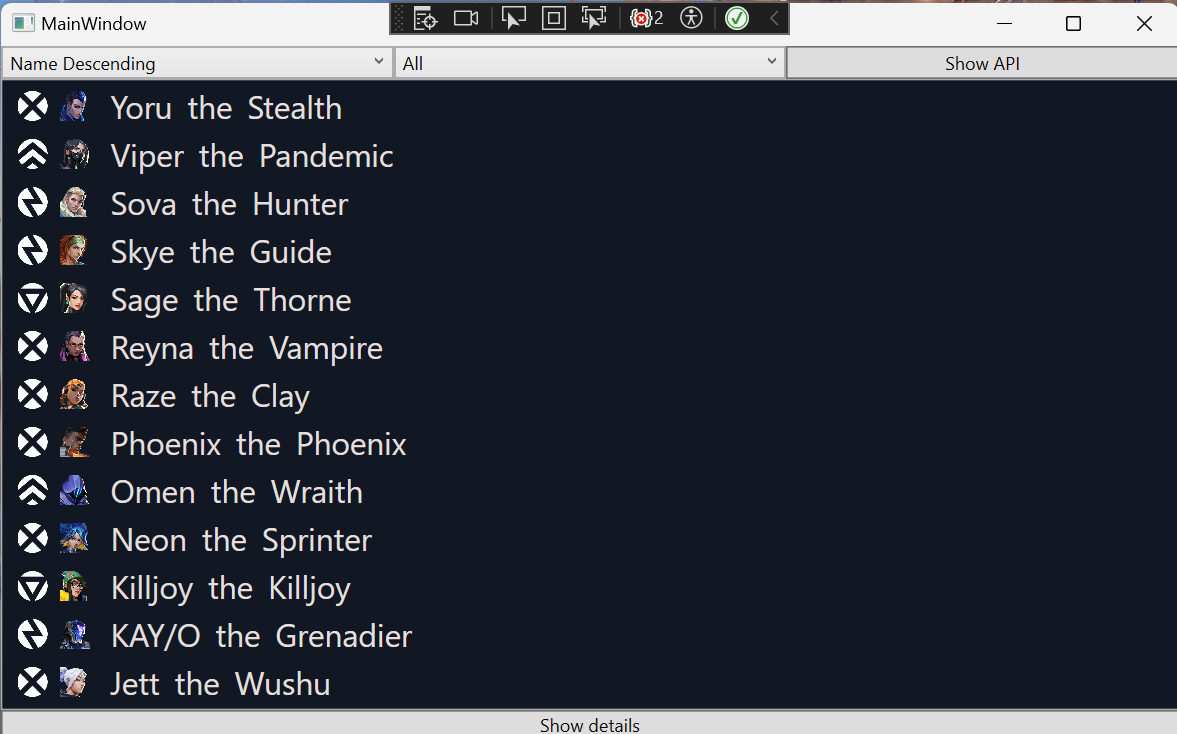 MainWindow
2
Name Descending
All
Show API
Yoru the Stealth
Viper the Pandemic
Sova the Hunter
Skye the Guide
Sage the Thorne
Reyna the Vampire
Raze the Clay
Phoenix the Phoenix
Omen the Wraith
Neon the Sprinter
Killjoy the Killjoy
KAY/O the Grenadier
Jett the Wushu
Show details